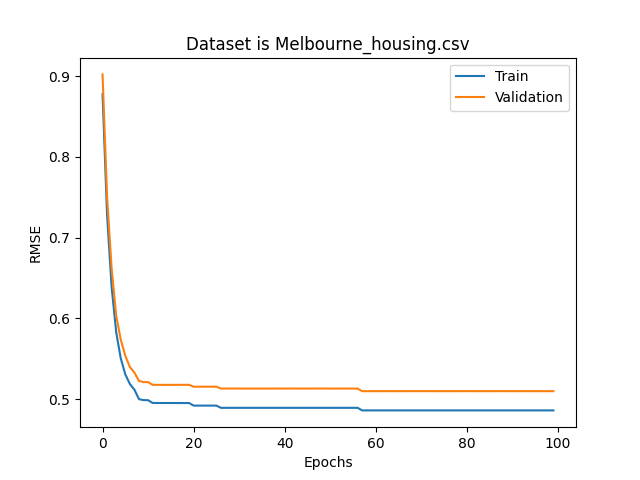 Dataset is Melbourne_housing.csv
Train
Validation
RMSE
0.9
0.8
0.7
0.6
0.5
0 20 40 60 80 100
Epochs